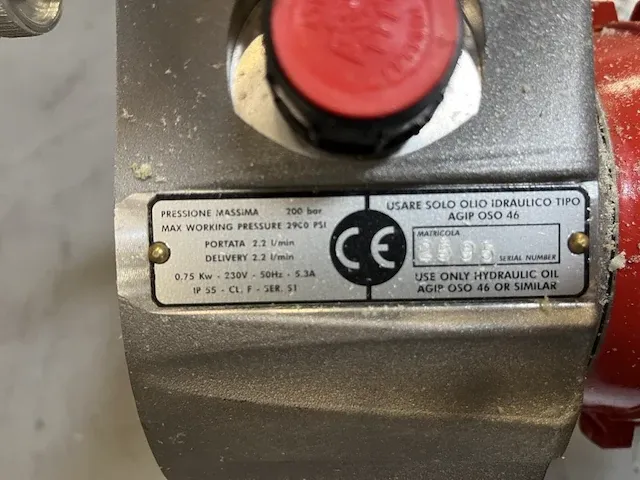 PRESSIONE MASSIMA 200 bar
MAX WORKING PRESSURE 2900 PSI
PORTATA 2.2 l/min
DELIVERY 2.2 l/min
0.75 Kw - 230V - 50Hz - 5.3A
IP 55 - CL. F - SER. S1
CE
USARE SOLO OLIO IDRAULICO TIPO
AGIP OSO 46
MATRICOLA
SERIAL NUMBER
USE ONLY HYDRAULIC OIL
AGIP OSO 46 OR SIMILAR